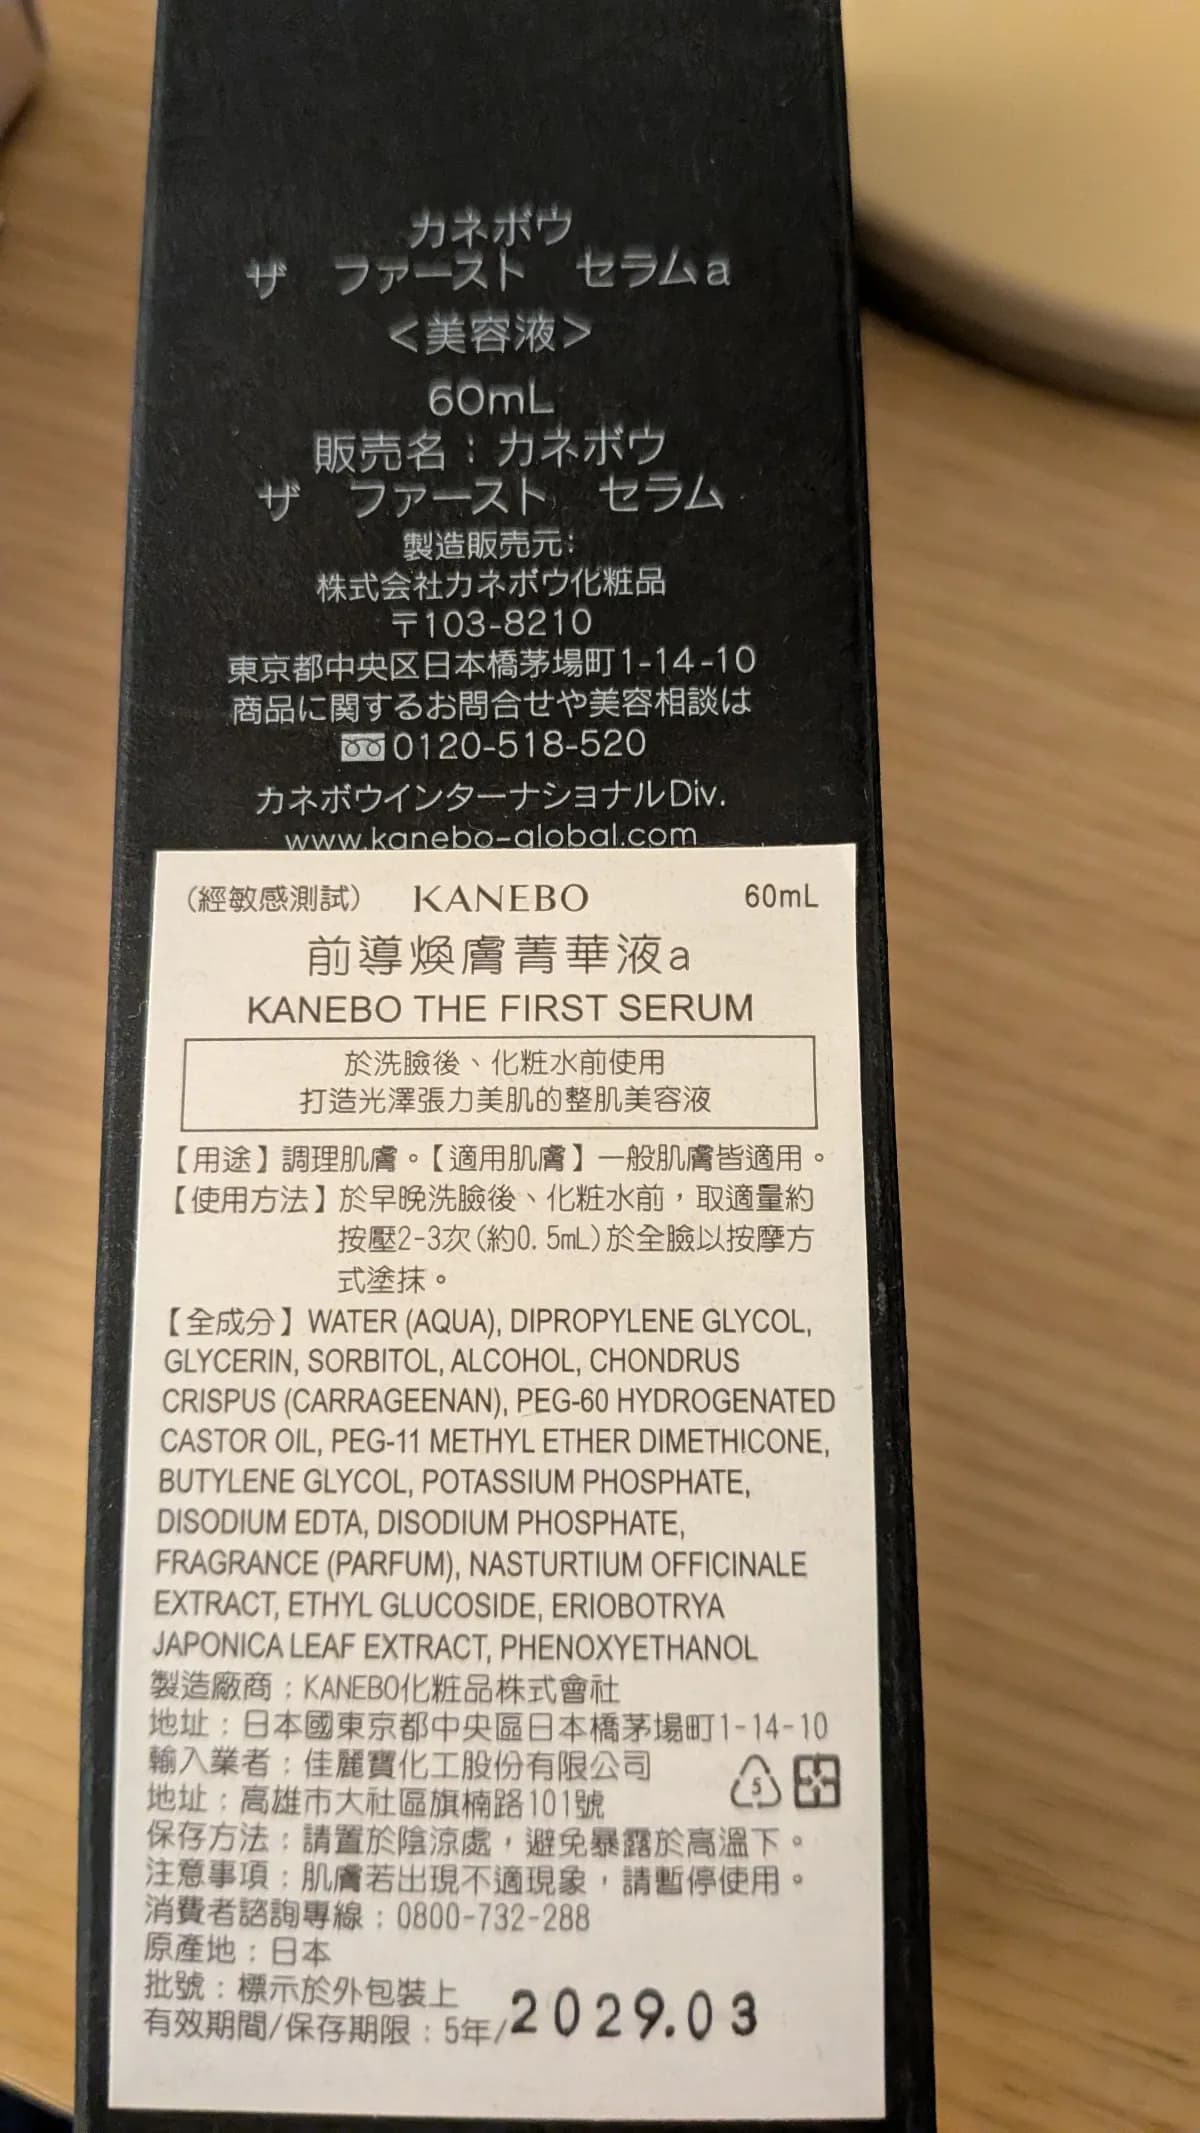 カネボウ
ザ ファースト セラムa
<美容液>
60mL
販売名:カネボウ
ザ ファースト セラム
製造販売元:
株式会社カネボウ化粧品
〒103-8210
東京都中央区日本橋茅場町1-14-10
商品に関するお問合せや美容相談は
0120-518-520
カネボウインターナショナルDiv.
www.kanebo-global.com
(經敏感測試) KANEBO 60mL
前導煥膚菁華液a
KANEBO THE FIRST SERUM
於洗臉後、化粧水前使用
打造光澤張力美肌的整肌美容液
【用途】調理肌膚。【適用肌膚】一般肌膚皆適用。
【使用方法】於早晚洗臉後、化粧水前，取適量約
按壓2-3次(約0.5mL)於全臉以按摩方
式塗抹。
【全成分】WATER (AQUA), DIPROPYLENE GLYCOL,
GLYCERIN, SORBITOL, ALCOHOL, CHONDRUS
CRISPUS (CARRAGEENAN), PEG-60 HYDROGENATED
CASTOR OIL, PEG-11 METHYL ETHER DIMETHICONE,
BUTYLENE GLYCOL, POTASSIUM PHOSPHATE,
DISODIUM EDTA, DISODIUM PHOSPHATE,
FRAGRANCE (PARFUM), NASTURTIUM OFFICINALE
EXTRACT, ETHYL GLUCOSIDE, ERIOBOTRYA
JAPONICA LEAF EXTRACT, PHENOXYETHANOL
製造廠商：KANEBO化粧品株式會社
地址：日本國東京都中央區日本橋茅場町1-14-10
輸入業者：佳麗寶化工股份有限公司
5
地址：高雄市大社區旗楠路101號
保存方法：請置於陰涼處，避免暴露於高溫下。
注意事項：肌膚若出現不適現象，請暫停使用。
消費者諮詢專線：0800-732-288
原產地：日本
批號：標示於外包裝上
有效期間/保存期限：5年/2029.03